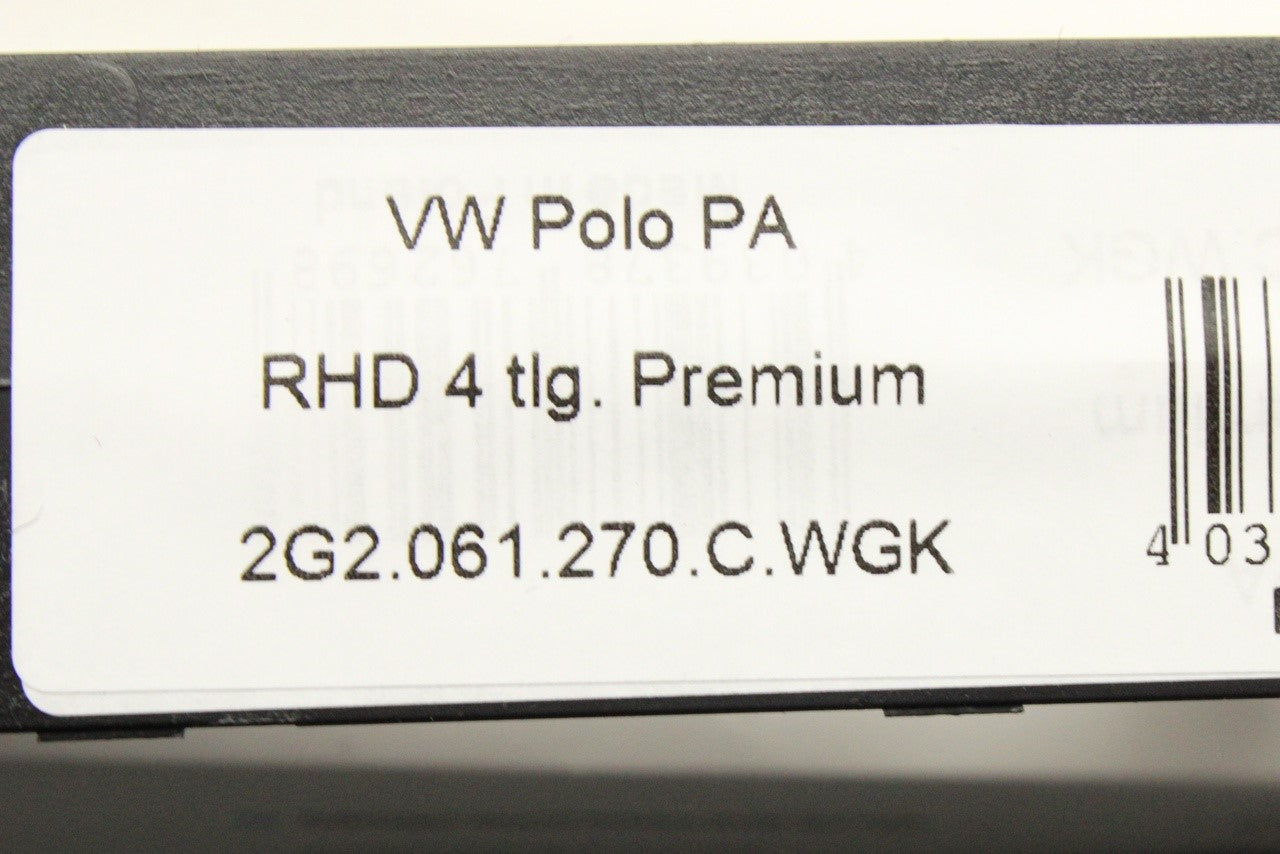 VW Polo PA
RHD 4 tlg. Premium
2G2.061.270.C.WGK
4 03